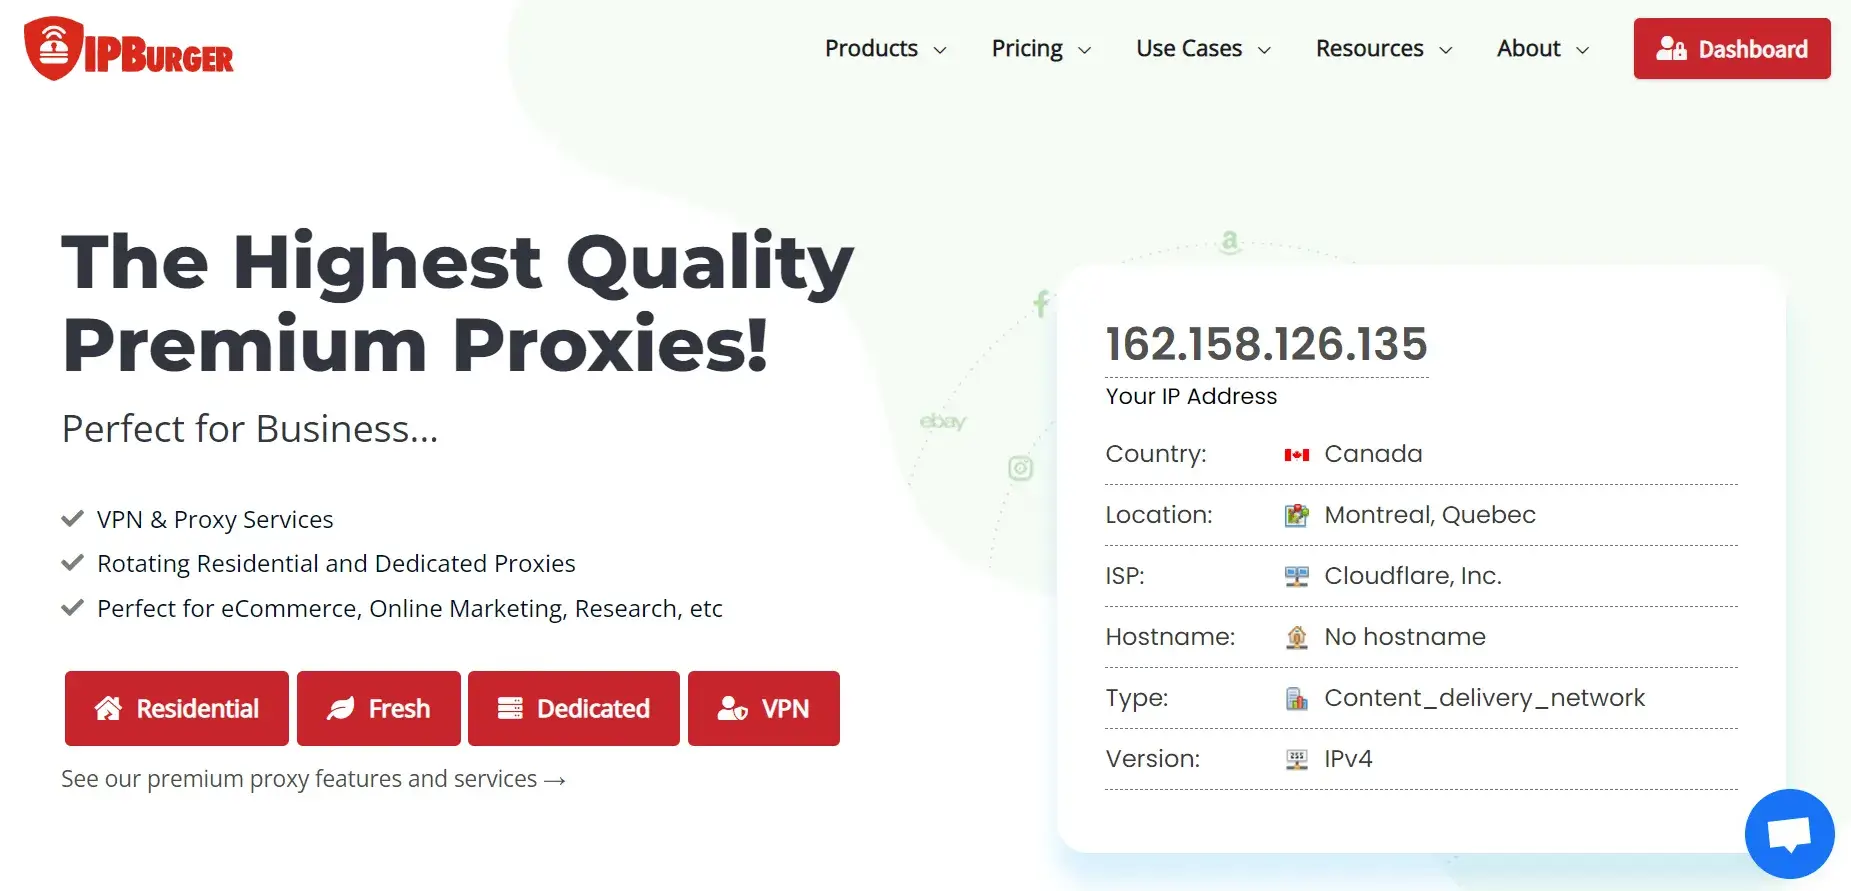 IPBURGER
Products
Pricing
Use Cases
Resources
About
Dashboard
The Highest Quality
Premium Proxies!
Perfect for Business...
VPN & Proxy Services
Rotating Residential and Dedicated Proxies
Perfect for eCommerce, Online Marketing, Research, etc
Residential
Fresh
Dedicated
VPN
See our premium proxy features and services →
a
f
ebay
162.158.126.135
Your IP Address
Country: Canada
Location: Montreal, Quebec
ISP: Cloudflare, Inc.
Hostname: No hostname
Type: Content_delivery_network
Version: 255 IPv4